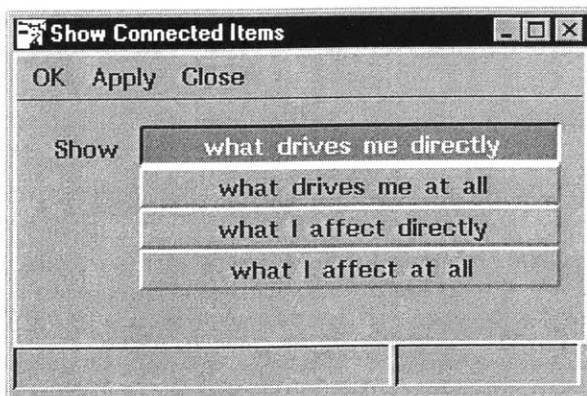 Show Connected Items
OK Apply Close
Show what drives me directly
what drives me at all
what I affect directly
what I affect at all